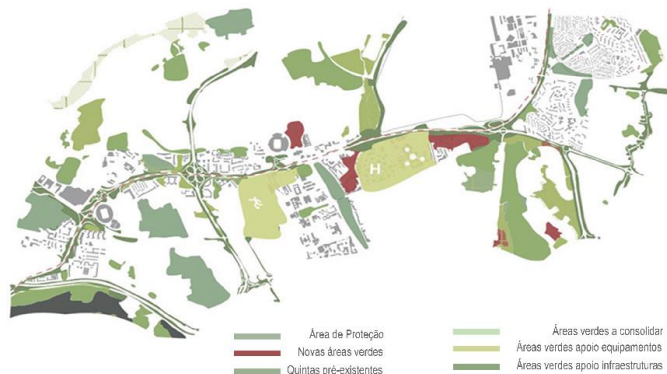 H
Área de Proteção
Novas áreas verdes
Quintas pré-existentes
Áreas verdes a consolidar
Áreas verdes apoio equipamentos
Áreas verdes apoio infraestruturas